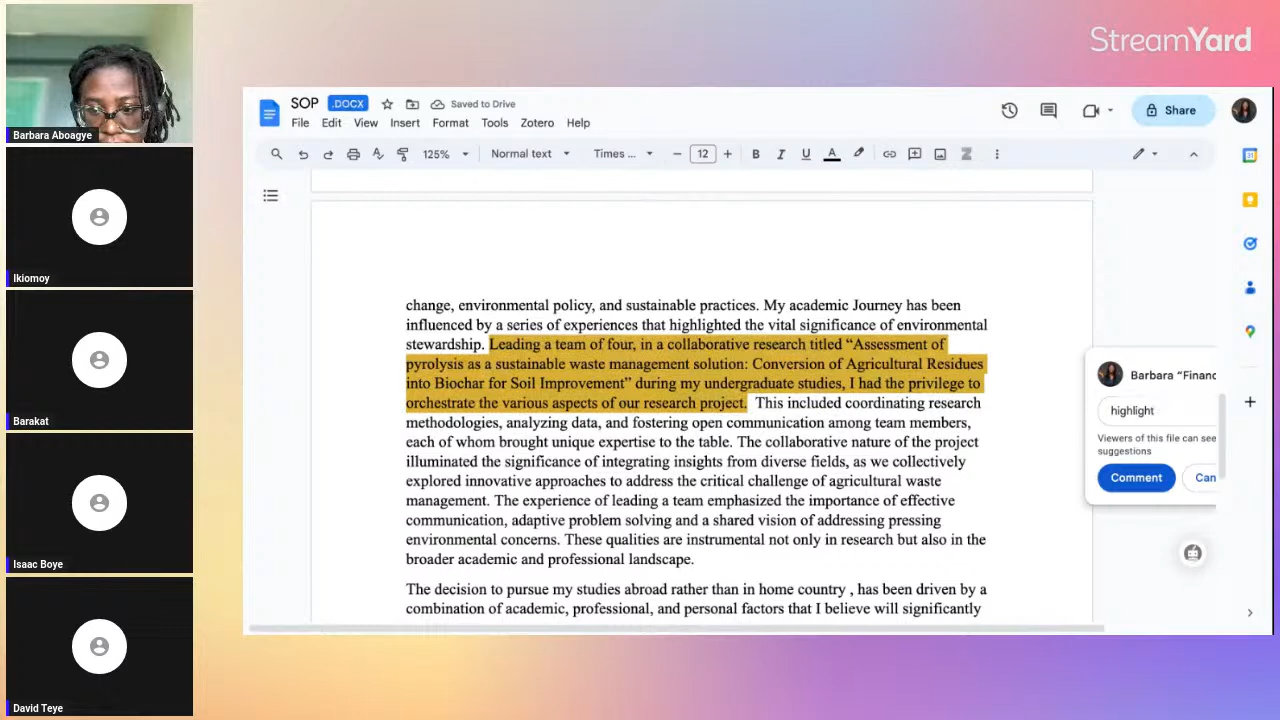 StreamYard
Barbara Aboagye
Ikiomoy
Barakat
Isaac Boye
David Teye
SOP .DOCX Saved to Drive
File Edit View Insert Format Tools Zotero Help
Share
125% Normal text Times ... 12 B I U A
change, environmental policy, and sustainable practices. My academic Journey has been
influenced by a series of experiences that highlighted the vital significance of environmental
stewardship. Leading a team of four, in a collaborative research titled “Assessment of
pyrolysis as a sustainable waste management solution: Conversion of Agricultural Residues
into Biochar for Soil Improvement” during my undergraduate studies, I had the privilege to
orchestrate the various aspects of our research project. This included coordinating research
methodologies, analyzing data, and fostering open communication among team members,
each of whom brought unique expertise to the table. The collaborative nature of the project
illuminated the significance of integrating insights from diverse fields, as we collectively
explored innovative approaches to address the critical challenge of agricultural waste
management. The experience of leading a team emphasized the importance of effective
communication, adaptive problem solving and a shared vision of addressing pressing
environmental concerns. These qualities are instrumental not only in research but also in the
broader academic and professional landscape.
The decision to pursue my studies abroad rather than in home country , has been driven by a
combination of academic, professional, and personal factors that I believe will significantly
Barbara “Financ
highlight
Viewers of this file can see
suggestions
Comment Can